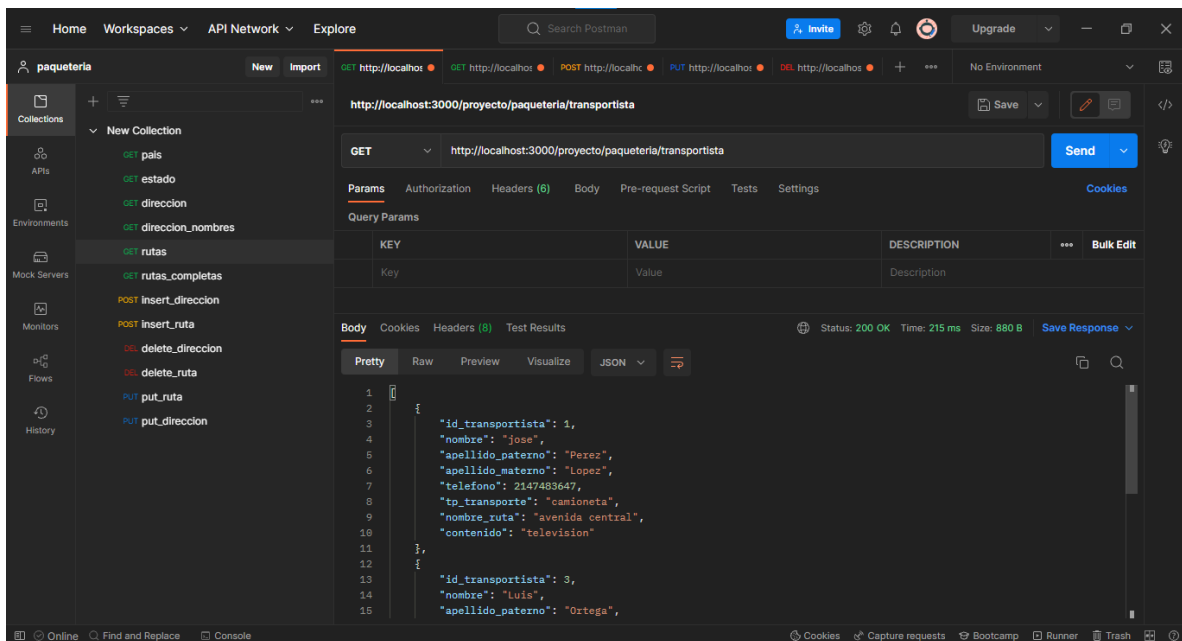 Home Workspaces API Network Explore Search Postman Invite Upgrade
paqueteria New Import GET http://localhos GET http://localhos POST http://localhc PUT http://localhos DEL http://localhos No Environment
Collections
APIs
Environments
Mock Servers
Monitors
Flows
History
New Collection
GET pais
GET estado
GET direccion
GET direccion_nombres
GET rutas
GET rutas_completas
POST insert_direccion
POST insert_ruta
DEL delete_direccion
DEL delete_ruta
PUT put_ruta
PUT put_direccion
http://localhost:3000/proyecto/paqueteria/transportista Save
GET http://localhost:3000/proyecto/paqueteria/transportista Send
Params Authorization Headers (6) Body Pre-request Script Tests Settings Cookies
Query Params
KEY VALUE DESCRIPTION Bulk Edit
Key Value Description
Body Cookies Headers (8) Test Results Status: 200 OK Time: 215 ms Size: 880 B Save Response
Pretty Raw Preview Visualize JSON
1 [
2 {
3 "id_transportista": 1,
4 "nombre": "jose",
5 "apellido_paterno": "Perez",
6 "apellido_materno": "Lopez",
7 "telefono": 2147483647,
8 "tp_transporte": "camioneta",
9 "nombre_ruta": "avenida central",
10 "contenido": "television"
11 },
12 {
13 "id_transportista": 3,
14 "nombre": "Luis",
15 "apellido_paterno": "Ortega",
Online Find and Replace Console Cookies Capture requests Bootcamp Runner Trash